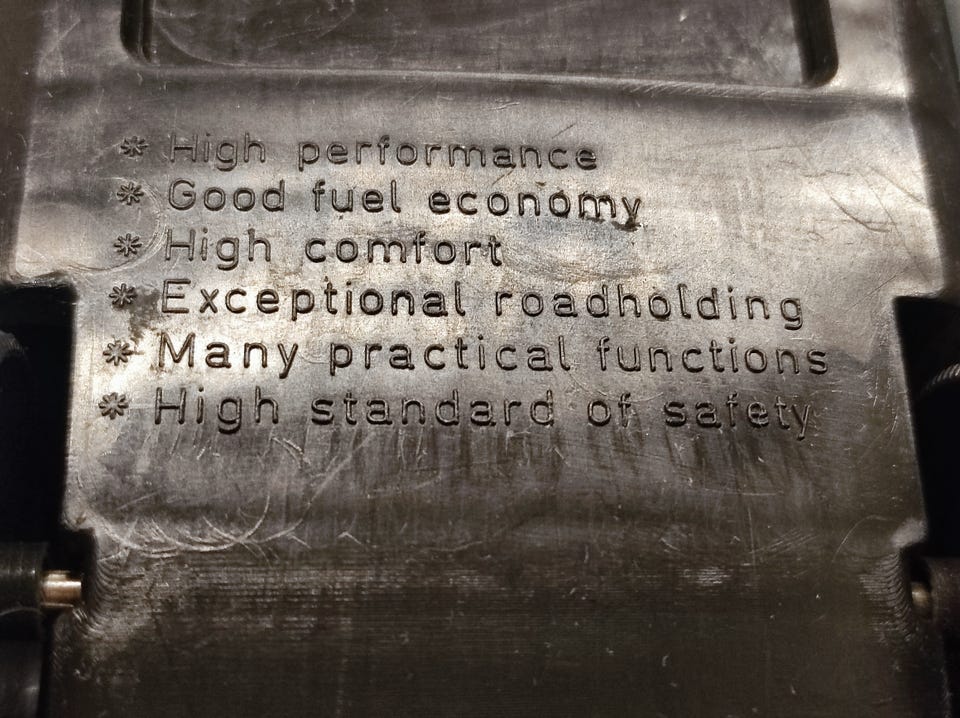 * High performance
* Good fuel economy
* High comfort
* Exceptional roadholding
* Many practical functions
* High standard of safety